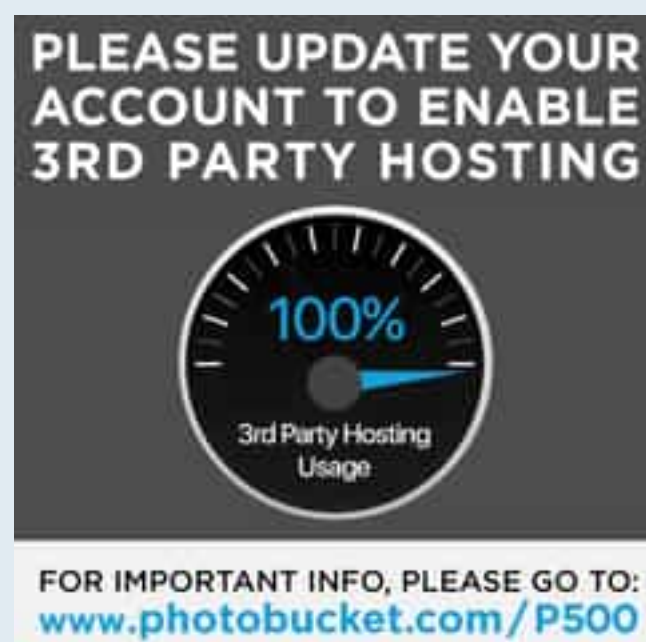 PLEASE UPDATE YOUR
ACCOUNT TO ENABLE
3RD PARTY HOSTING
100%
3rd Party Hosting
Usage
FOR IMPORTANT INFO, PLEASE GO TO:
www.photobucket.com/P500